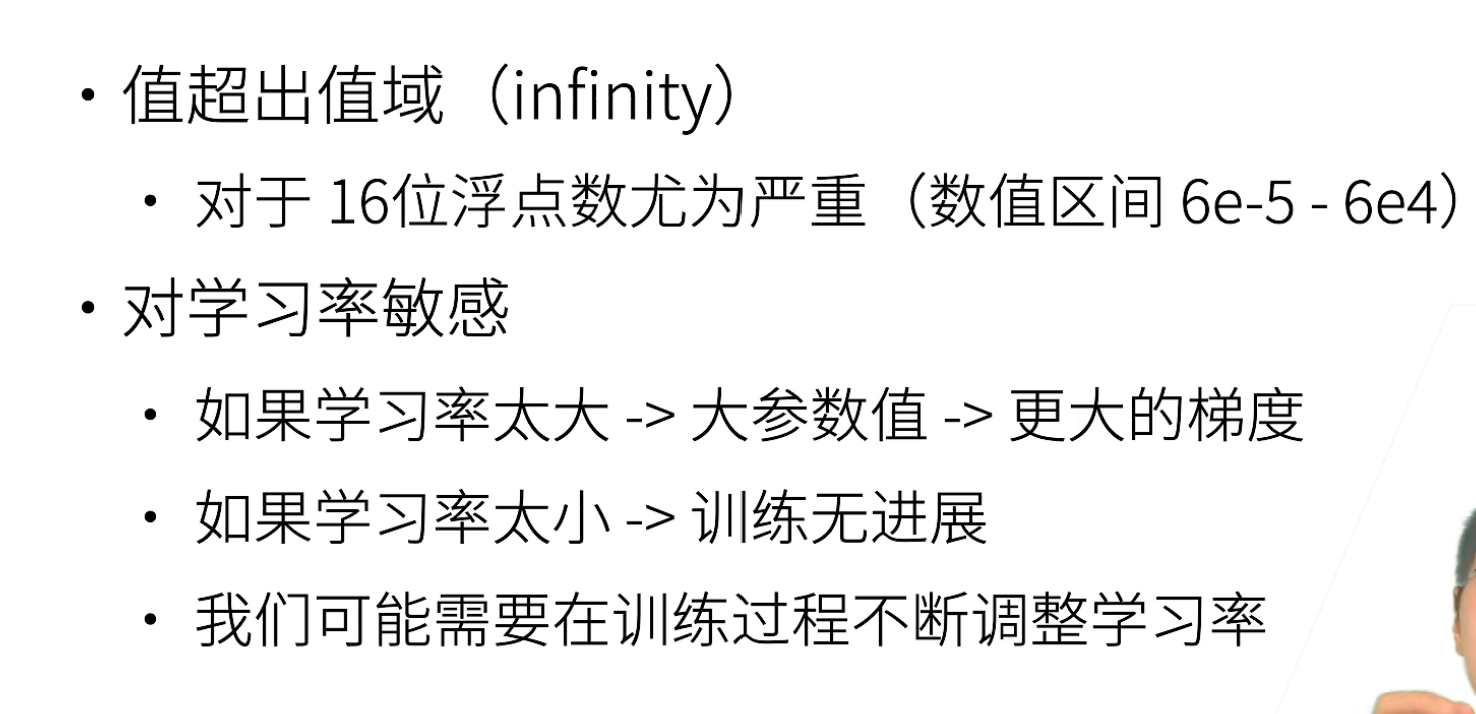 • 值超出值域（infinity）
• 对于 16位浮点数尤为严重（数值区间 6e-5 - 6e4）
• 对学习率敏感
• 如果学习率太大 -> 大参数值 -> 更大的梯度
• 如果学习率太小 -> 训练无进展
• 我们可能需要在训练过程不断调整学习率